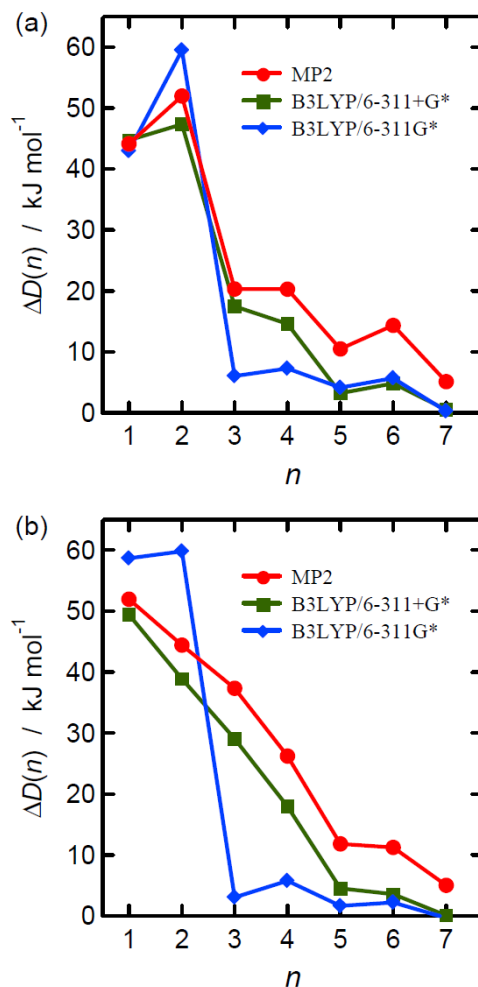 (a)
60
50
40
30
20
10
0
ΔD(n) / kJ mol⁻¹
MP2
B3LYP/6-311+G*
B3LYP/6-311G*
1 2 3 4 5 6 7
n
(b)
60
50
40
30
20
10
0
ΔD(n) / kJ mol⁻¹
MP2
B3LYP/6-311+G*
B3LYP/6-311G*
1 2 3 4 5 6 7
n